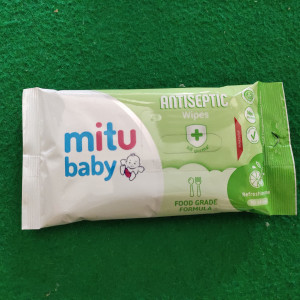 ANTISEPTIC
Wipes
mitu
baby
FOOD GRADE
FORMULA